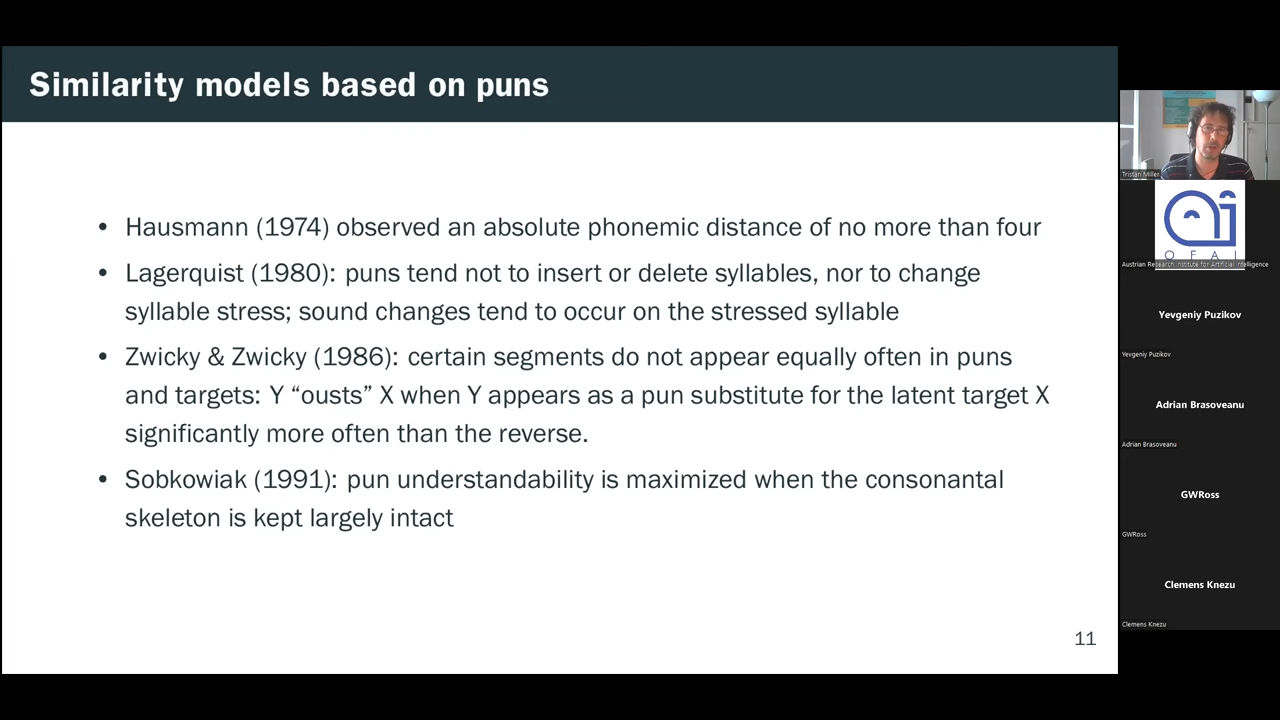 Similarity models based on puns
• Hausmann (1974) observed an absolute phonemic distance of no more than four
• Lagerquist (1980): puns tend not to insert or delete syllables, nor to change
syllable stress; sound changes tend to occur on the stressed syllable
• Zwicky & Zwicky (1986): certain segments do not appear equally often in puns
and targets: Y “ousts” X when Y appears as a pun substitute for the latent target X
significantly more often than the reverse.
• Sobkowiak (1991): pun understandability is maximized when the consonantal
skeleton is kept largely intact
11
Tristan Miller
OFAI
Austrian Research Institute for Artificial Intelligence
Yevgeniy Puzikov
Yevgeniy Puzikov
Adrian Brasoveanu
Adrian Brasoveanu
GWRoss
GWRoss
Clemens Knezu
Clemens Knezu